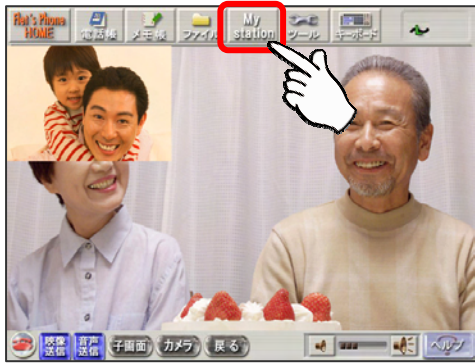 Flet's Phone
HOME
電話帳
メモ帳
ファイル
My
station
ツール
キーボード
映像
送信
音声
送信
子画面
カメラ
戻る
ヘルプ